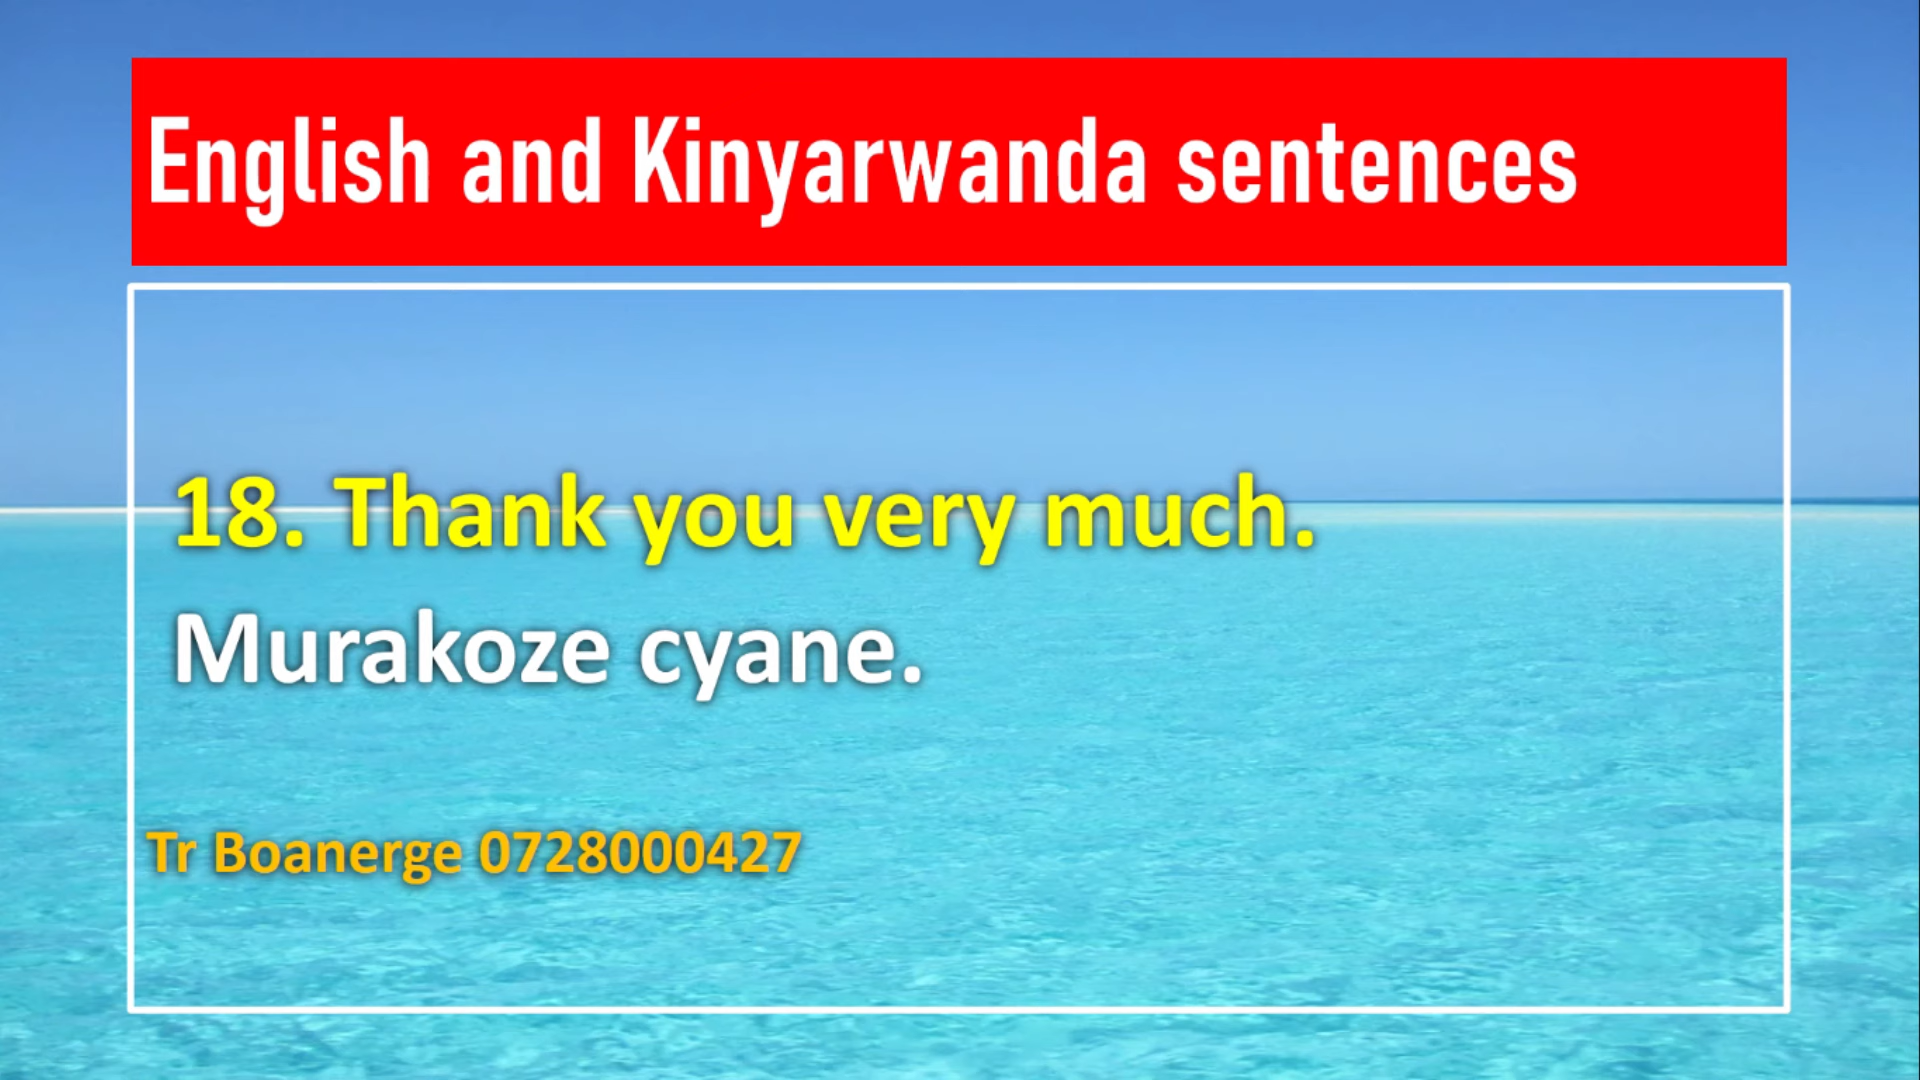 English and Kinyarwanda sentences
18. Thank you very much.
Murakoze cyane.
Tr Boanerge 0728000427